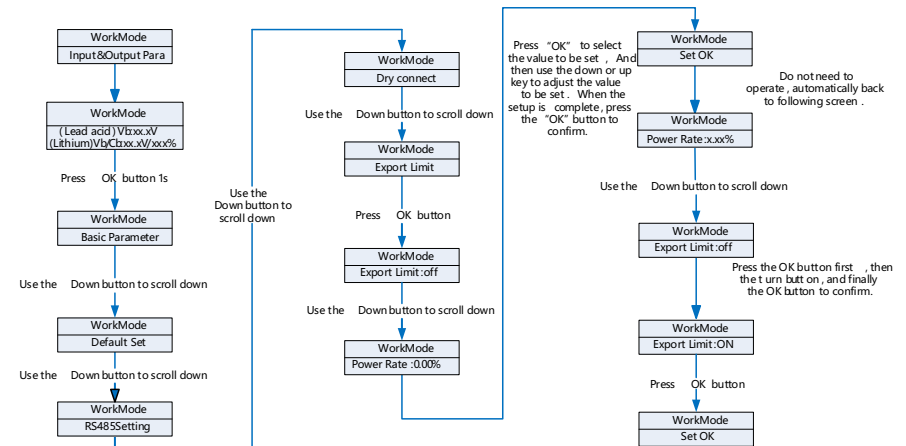 WorkMode
Input&Output Para
WorkMode
(Lead acid)Vb:xx.xV
(Lithium)Vb/Cb:xx.xV/xxx%
Press OK button 1s
WorkMode
Basic Parameter
Use the Down button to scroll down
WorkMode
Default Set
Use the Down button to scroll down
WorkMode
RS485Setting
Use the
Down button to
scroll down
WorkMode
Dry connect
Use the Down button to scroll down
WorkMode
Export Limit
Press OK button
WorkMode
Export Limit:off
Use the Down button to scroll down
WorkMode
Power Rate :0.00%
Press “OK” to select
the value to be set , And
then use the down or up
key to adjust the value
to be set . When the
setup is complete, press
the “OK” button to
confirm.
WorkMode
Set OK
Do not need to
operate , automatically back
to following screen .
WorkMode
Power Rate:x.xx%
Use the Down button to scroll down
WorkMode
Export Limit:off
Press the OK button first , then
the turn button , and finally
the OK button to confirm.
WorkMode
Export Limit:ON
Press OK button
WorkMode
Set OK